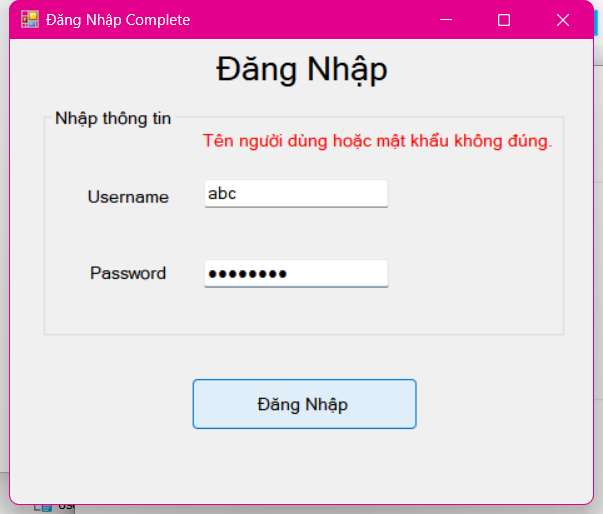 Đăng Nhập Complete
Đăng Nhập
Nhập thông tin
Tên người dùng hoặc mật khẩu không đúng.
Username
abc
Password
••••••••
Đăng Nhập